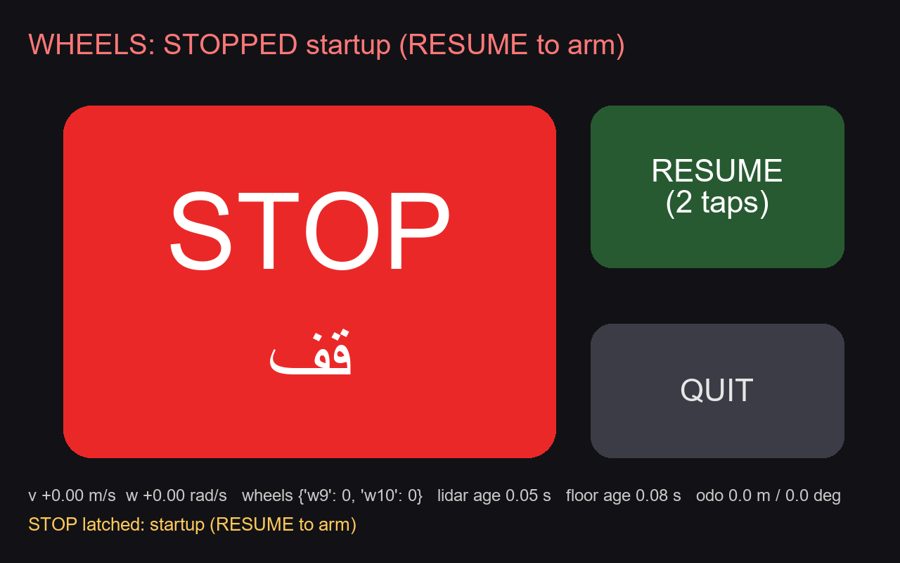 WHEELS: STOPPED startup (RESUME to arm)
STOP
قف
RESUME
(2 taps)
QUIT
v +0.00 m/s  w +0.00 rad/s   wheels {'w9': 0, 'w10': 0}   lidar age 0.05 s   floor age 0.08 s   odo 0.0 m / 0.0 deg
STOP latched: startup (RESUME to arm)